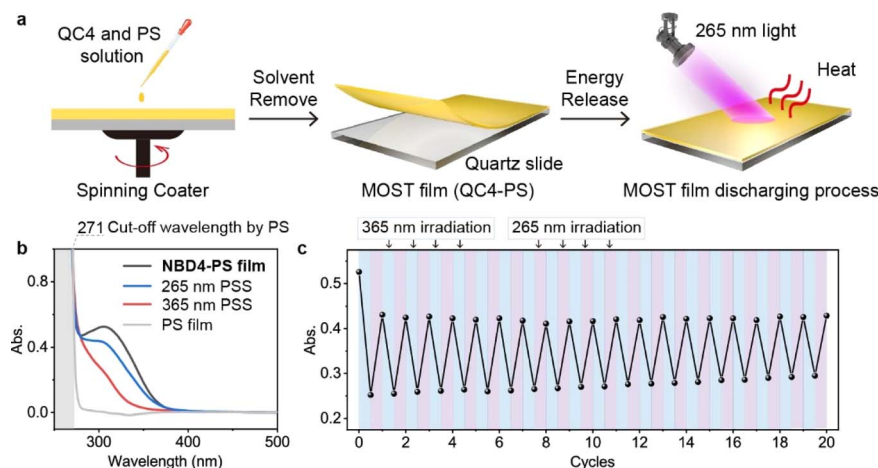 a
QC4 and PS
solution
Spinning Coater
Solvent
Remove
Quartz slide
MOST film (QC4-PS)
Energy
Release
265 nm light
Heat
MOST film discharging process
b
271 Cut-off wavelength by PS
NBD4-PS film
265 nm PSS
365 nm PSS
PS film
Abs.
0.8
0.4
0.0
300 400 500
Wavelength (nm)
c
365 nm irradiation
265 nm irradiation
Abs.
0.5
0.4
0.3
0.2
0 2 4 6 8 10 12 14 16 18 20
Cycles